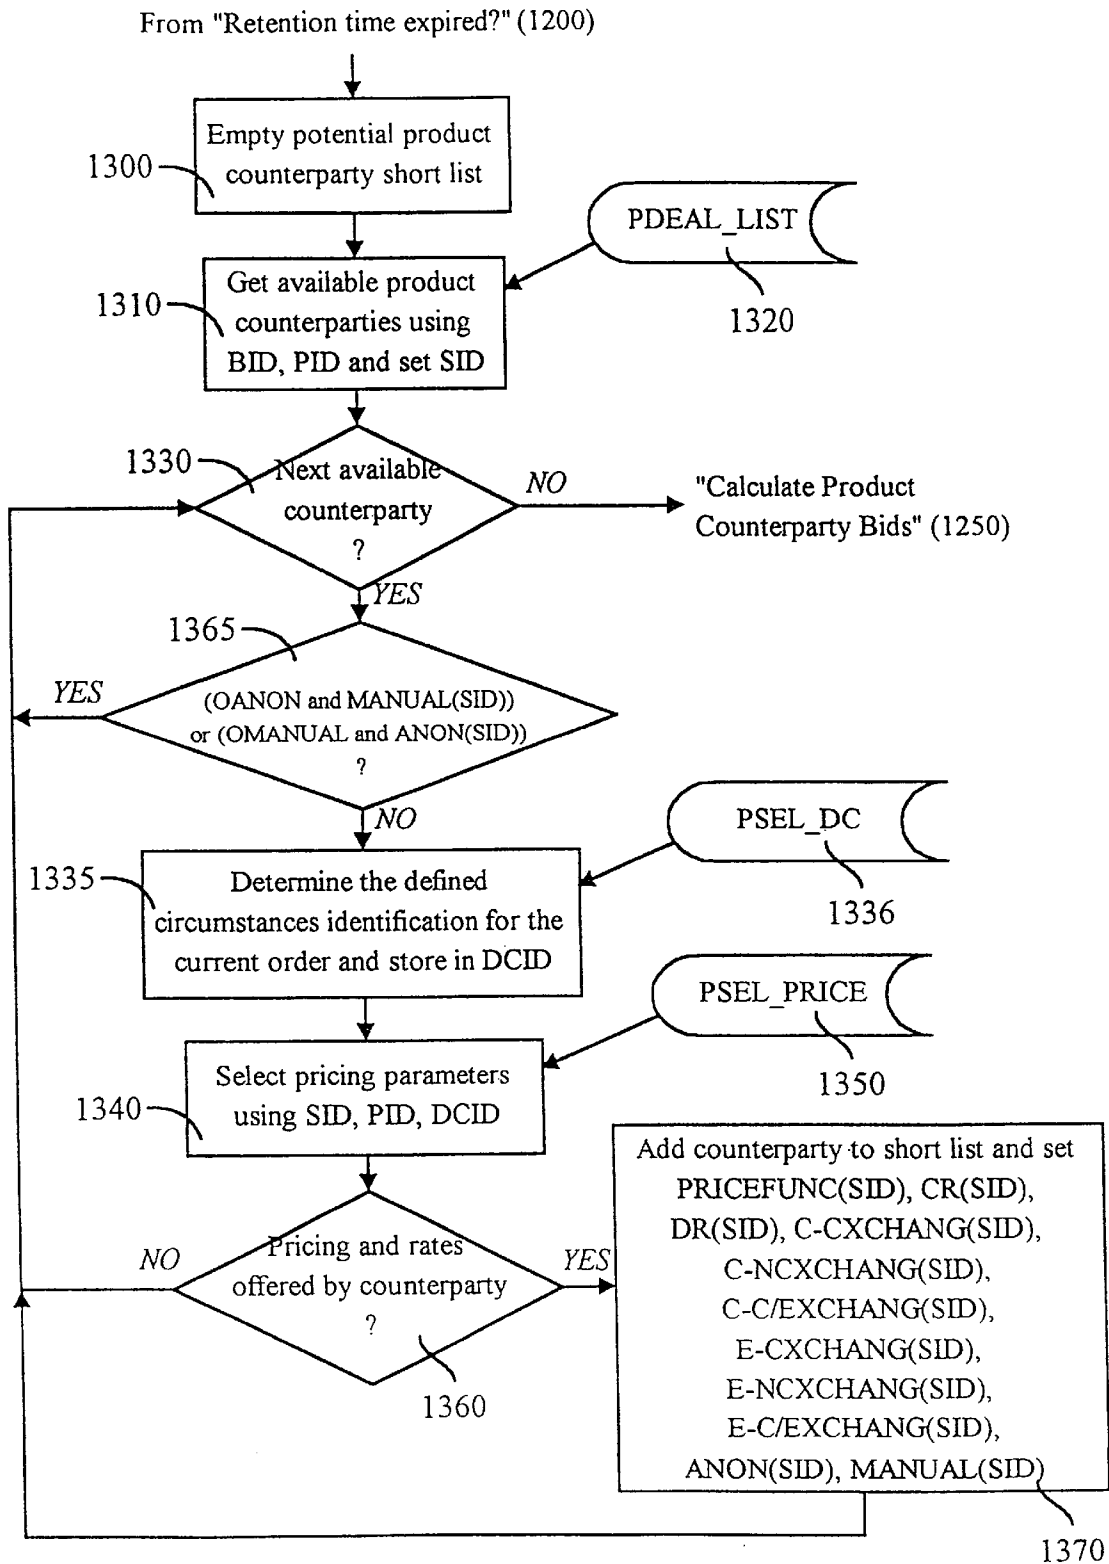 From "Retention time expired?" (1200)
Empty potential product
counterparty short list
1300
PDEAL_LIST
1320
Get available product
counterparties using
BID, PID and set SID
1310
1330
Next available
counterparty
?
NO
"Calculate Product
Counterparty Bids" (1250)
YES
1365
YES
(OANON and MANUAL(SID))
or (OMANUAL and ANON(SID))
?
NO
PSEL_DC
1336
1335
Determine the defined
circumstances identification for the
current order and store in DCID
PSEL_PRICE
1350
Select pricing parameters
using SID, PID, DCID
1340
NO
Pricing and rates
offered by counterparty
?
YES
1360
Add counterparty to short list and set
PRICEFUNC(SID), CR(SID),
DR(SID), C-CXCHANG(SID),
C-NCXCHANG(SID),
C-C/EXCHANG(SID),
E-CXCHANG(SID),
E-NCXCHANG(SID),
E-C/EXCHANG(SID),
ANON(SID), MANUAL(SID)
1370